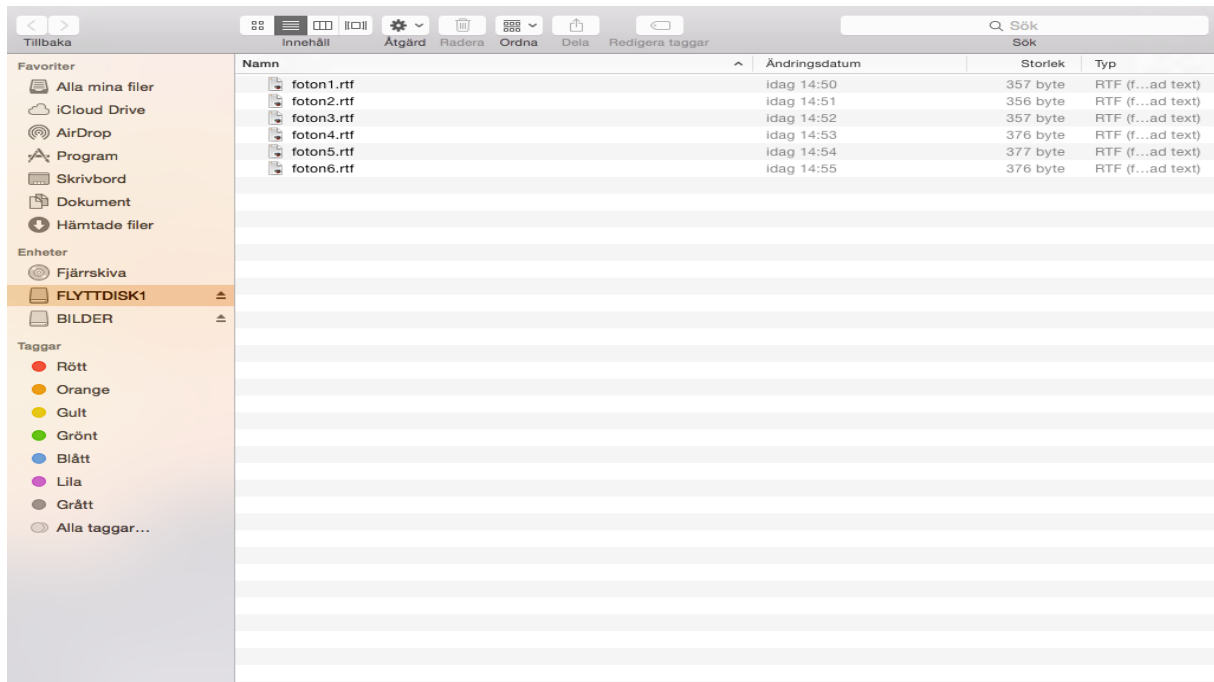 Sök
Tillbaka Innehåll Åtgärd Radera Ordna Dela Redigera taggar Sök
Favoriter
Alla mina filer
iCloud Drive
AirDrop
Program
Skrivbord
Dokument
Hämtade filer
Enheter
Fjärrskiva
FLYTTDISK1
BILDER
Taggar
Rött
Orange
Gult
Grönt
Blått
Lila
Grått
Alla taggar...
Namn Ändringsdatum Storlek Typ
foton1.rtf idag 14:50 357 byte RTF (f...ad text)
foton2.rtf idag 14:51 356 byte RTF (f...ad text)
foton3.rtf idag 14:52 357 byte RTF (f...ad text)
foton4.rtf idag 14:53 376 byte RTF (f...ad text)
foton5.rtf idag 14:54 377 byte RTF (f...ad text)
foton6.rtf idag 14:55 376 byte RTF (f...ad text)